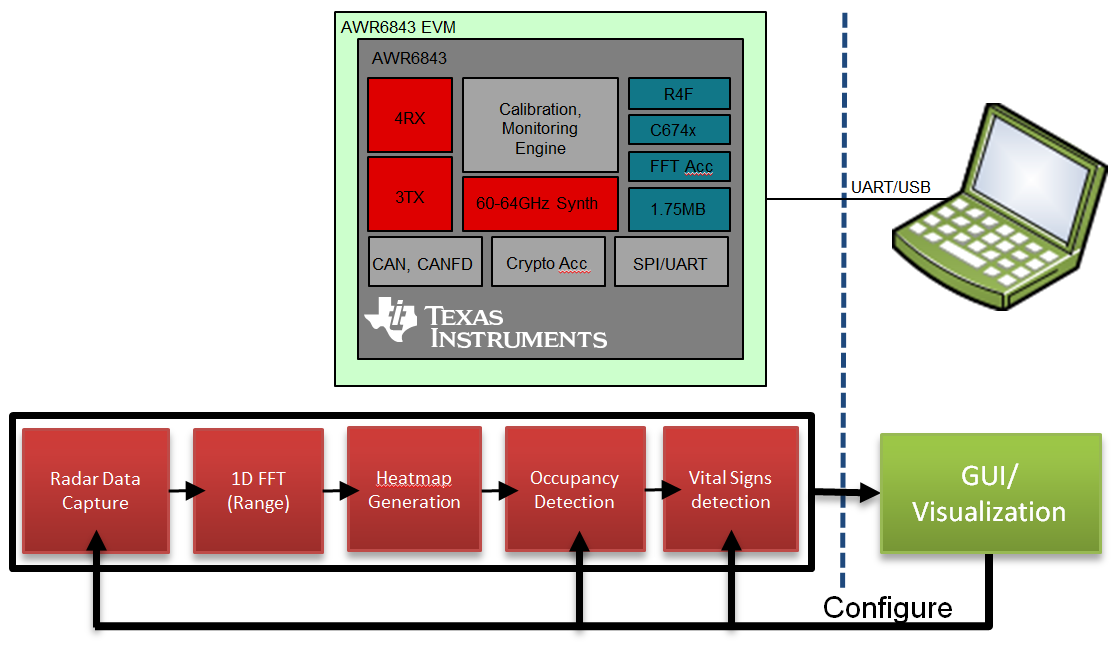 AWR6843 EVM
AWR6843
4RX
Calibration,
Monitoring
Engine
R4F
C674x
FFT Acc
3TX
60-64GHz Synth
1.75MB
CAN, CANFD
Crypto Acc
SPI/UART
TEXAS
INSTRUMENTS
UART/USB
Radar Data
Capture
1D FFT
(Range)
Heatmap
Generation
Occupancy
Detection
Vital Signs
detection
GUI/
Visualization
Configure